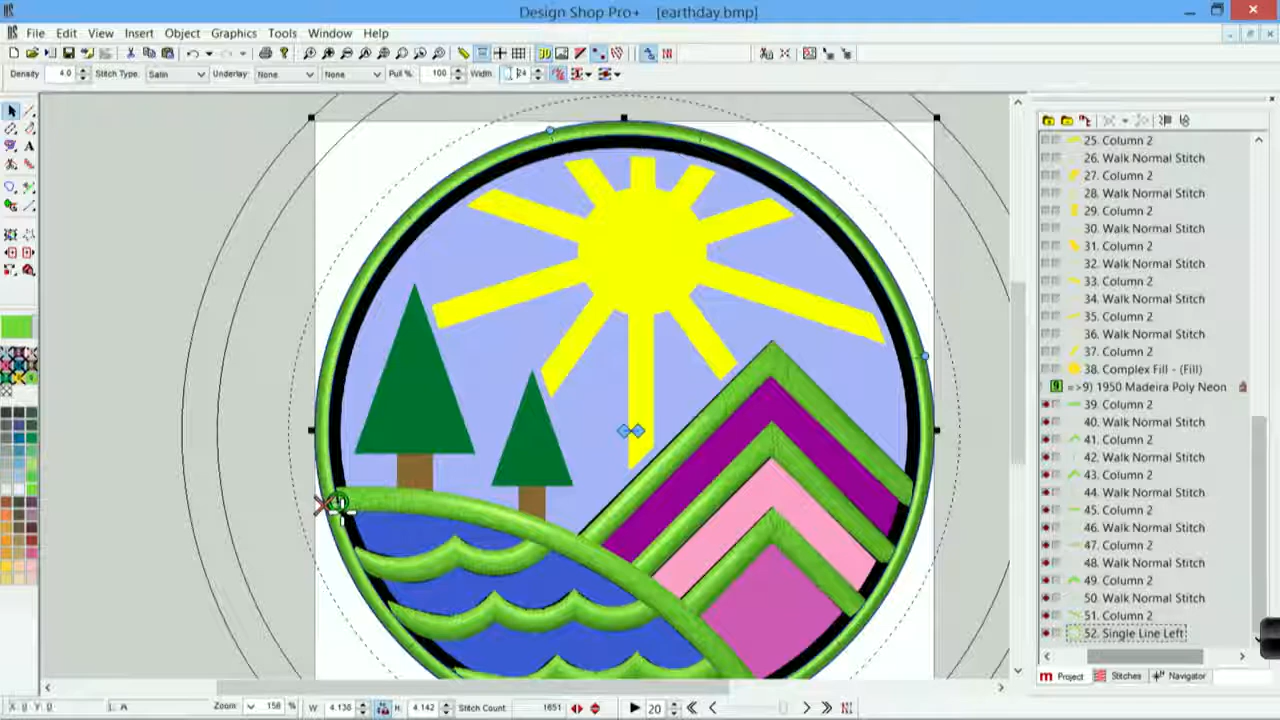 Design Shop Pro+ [earthday.bmp]
File Edit View Insert Object Graphics Tools Window Help
Density 4.0 Stitch Type. Satin Underlay: None None Pull % 100 Width.
25. Column 2
26. Walk Normal Stitch
27. Column 2
28. Walk Normal Stitch
29. Column 2
30. Walk Normal Stitch
31. Column 2
32. Walk Normal Stitch
33. Column 2
34. Walk Normal Stitch
35. Column 2
36. Walk Normal Stitch
37. Column 2
38. Complex Fill - (Fill)
=>9) 1950 Madeira Poly Neon
39. Column 2
40. Walk Normal Stitch
41. Column 2
42. Walk Normal Stitch
43. Column 2
44. Walk Normal Stitch
45. Column 2
46. Walk Normal Stitch
47. Column 2
48. Walk Normal Stitch
49. Column 2
50. Walk Normal Stitch
51. Column 2
52. Single Line Left
Project Stitches Navigator
X 0 Y 0 L A Zoom: 158 % W 4.138 H: 4.142 Stitch Count: 1651 20